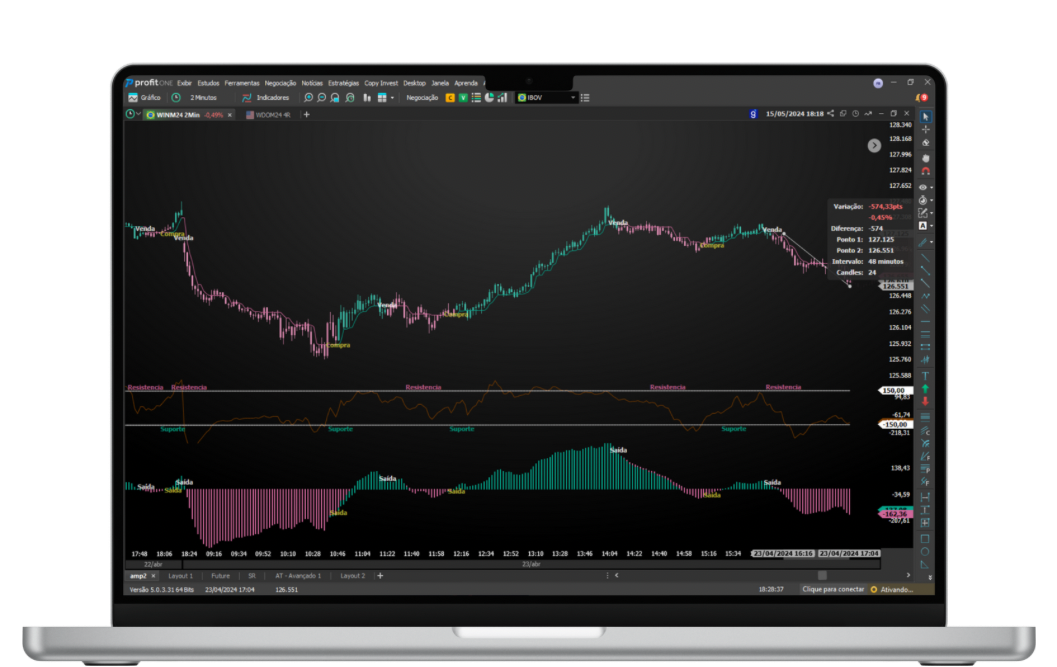 profitONE Exibir Estudos Ferramentas Negociação Notícias Estratégias Copy Invest Desktop Janela Aprenda
Gráfico 2 Minutos Indicadores Negociação C V IBOV 9
WINM24 2Min -0,49% × WDOM24 4R + g 15/05/2024 18:18
128.340
128.168
127.996
127.824
127.652
Variação: -574,33pts
-0,45%
Diferença: -574
Ponto 1: 127.125
Ponto 2: 126.551
Intervalo: 48 minutos
Candles: 24
Venda
Compra
Venda
Venda
Compra
Compra
Venda
Compra
Venda
126.551
126.448
126.276
126.104
125.932
125.760
125.588
Resistencia Resistencia Resistencia Resistencia Resistencia
150,00
94,83
-61,74
-150,00
-218,31
Suporte Suporte Suporte Suporte
138,43
-34,59
-162,36
-207,61
Saída Saída Saída Saída Saída Saída Saída Saída Saída
17:48 18:06 18:24 09:16 09:34 09:52 10:10 10:28 10:46 11:04 11:22 11:40 11:58 12:16 12:34 12:52 13:10 13:28 13:46 14:04 14:22 14:40 14:58 15:16 15:34 23/04/2024 16:16 23/04/2024 17:04
22/abr 23/abr
amp2 × Layout 1 Future SR AT - Avançado 1 Layout 2 +
Versão 5.0.3.31 64 Bits 23/04/2024 17:04 126.551 18:28:37 Clique para conectar Ativando...